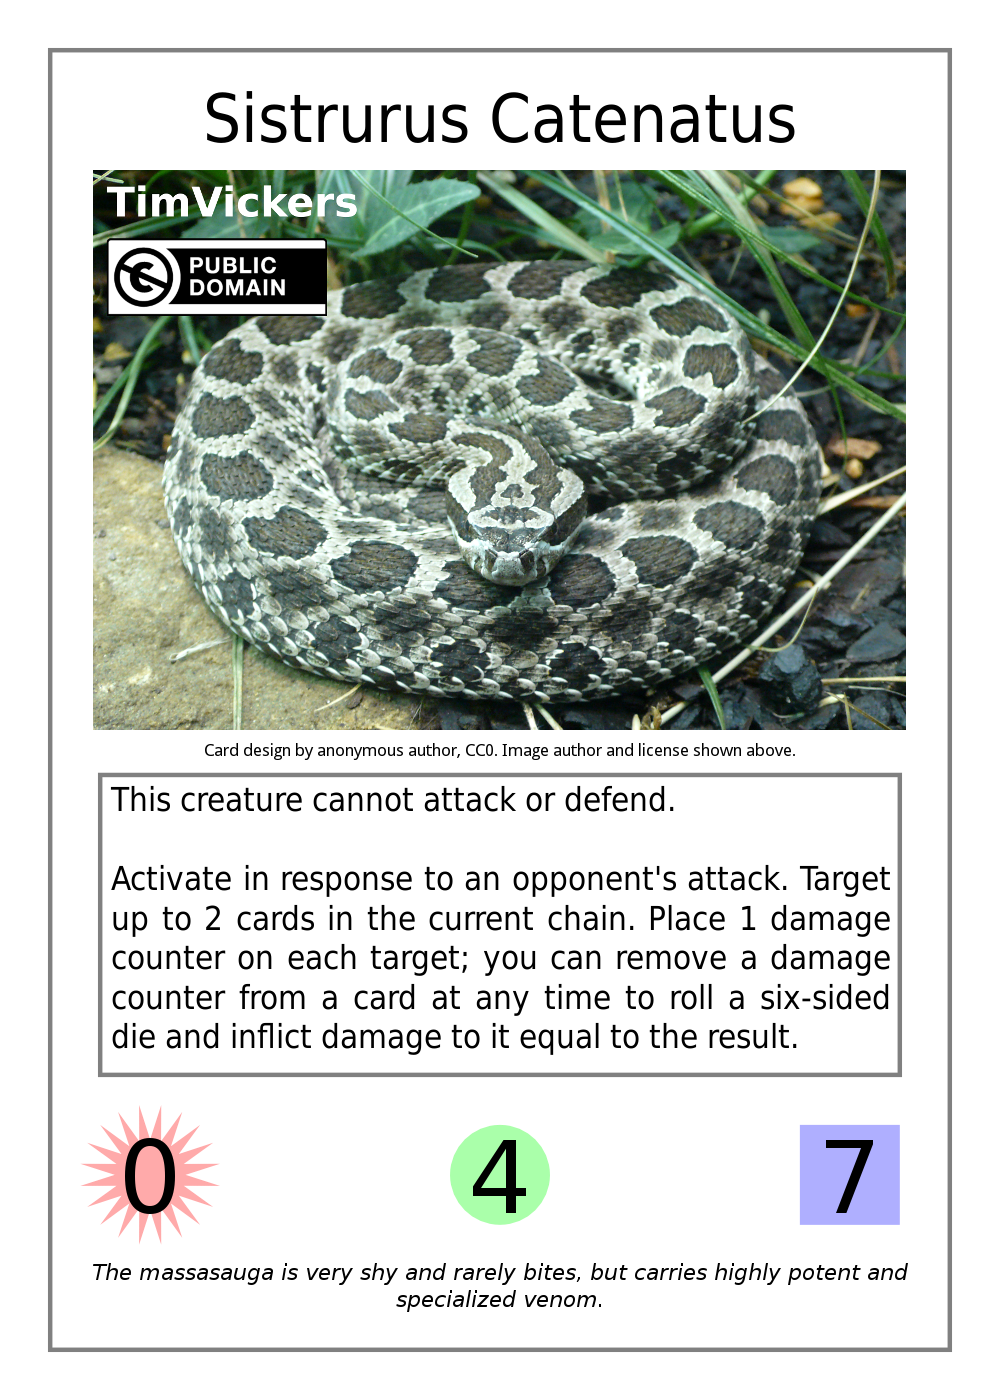 Sistrurus Catenatus
TimVickers
PUBLIC
DOMAIN
Card design by anonymous author, CC0. Image author and license shown above.
This creature cannot attack or defend.
Activate in response to an opponent's attack. Target
up to 2 cards in the current chain. Place 1 damage
counter on each target; you can remove a damage
counter from a card at any time to roll a six-sided
die and inflict damage to it equal to the result.
0 4 7
The massasauga is very shy and rarely bites, but carries highly potent and
specialized venom.